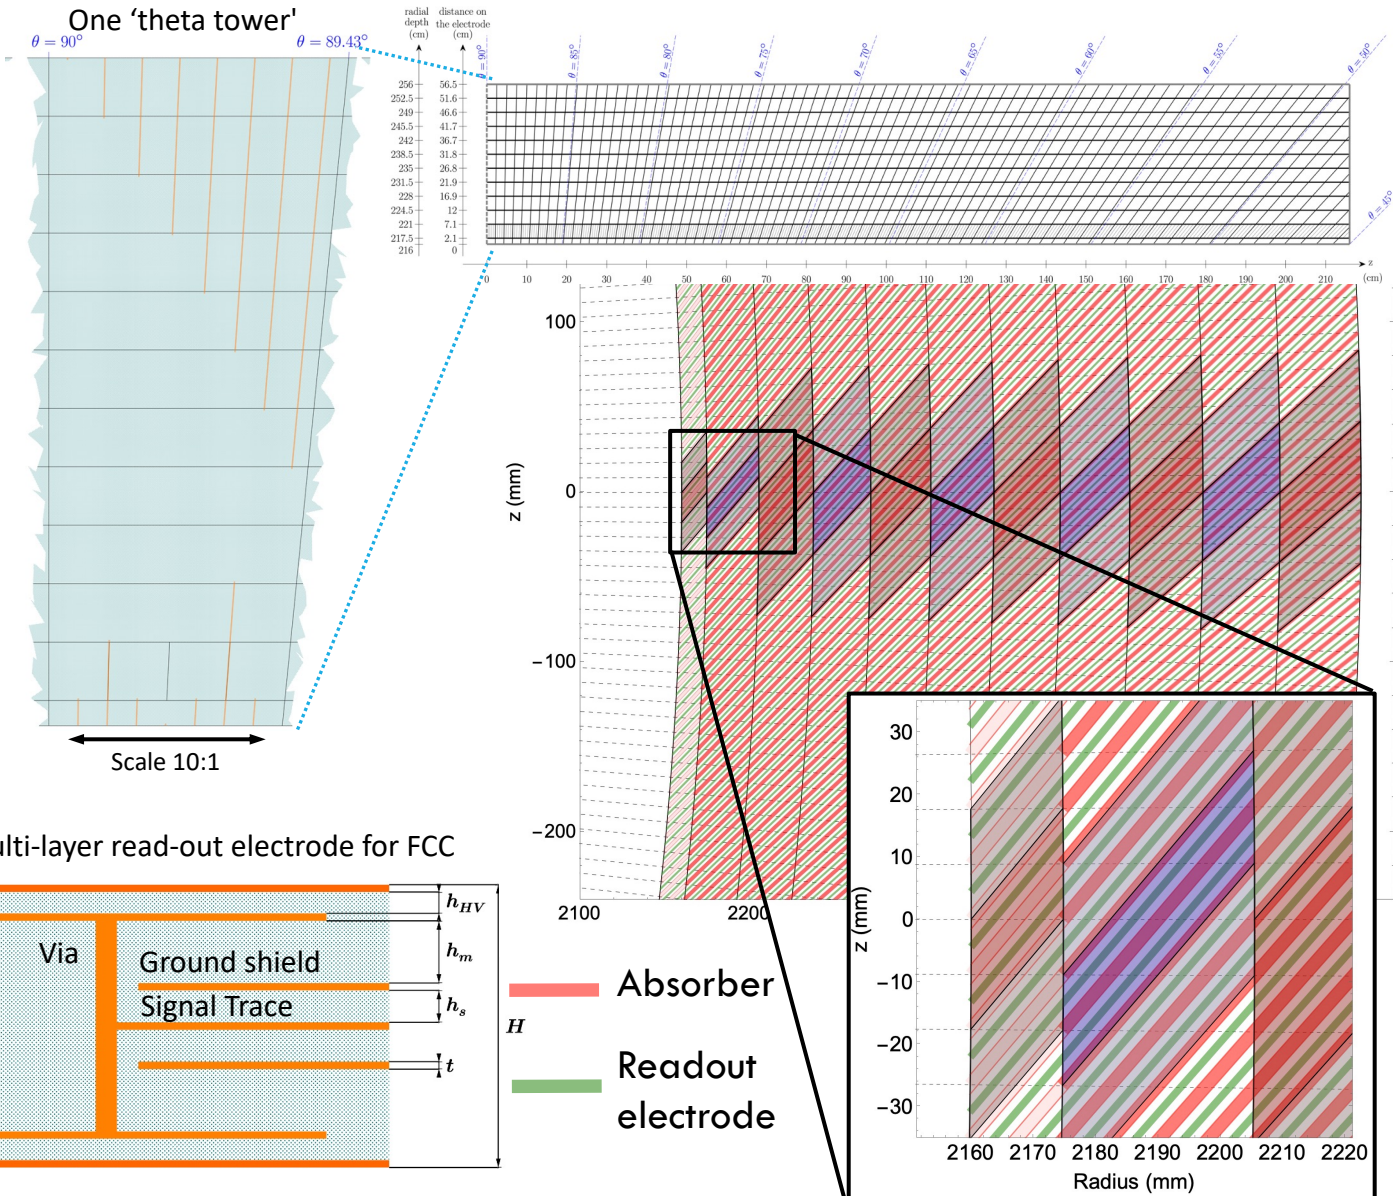 One ‘theta tower'
θ = 90°
θ = 89.43°
Scale 10:1
radial
depth
(cm)
distance on
the electrode
(cm)
256
252.5
249
245.5
242
238.5
235
231.5
228
224.5
221
217.5
216
56.5
51.6
46.6
41.7
36.7
31.8
26.8
21.9
16.9
12
7.1
2.1
0
θ = 90°
θ = 85°
θ = 80°
θ = 75°
θ = 70°
θ = 65°
θ = 60°
θ = 55°
θ = 50°
θ = 45°
0 10 20 30 40 50 60 70 80 90 100 110 120 130 140 150 160 170 180 190 200 210
z
(cm)
z (mm)
100
0
−100
−200
2100
2200
ulti-layer read-out electrode for FCC
Via
Ground shield
Signal Trace
h_HV
h_m
h_s
t
H
Absorber
Readout
electrode
z (mm)
30
20
10
0
−10
−20
−30
2160 2170 2180 2190 2200 2210 2220
Radius (mm)